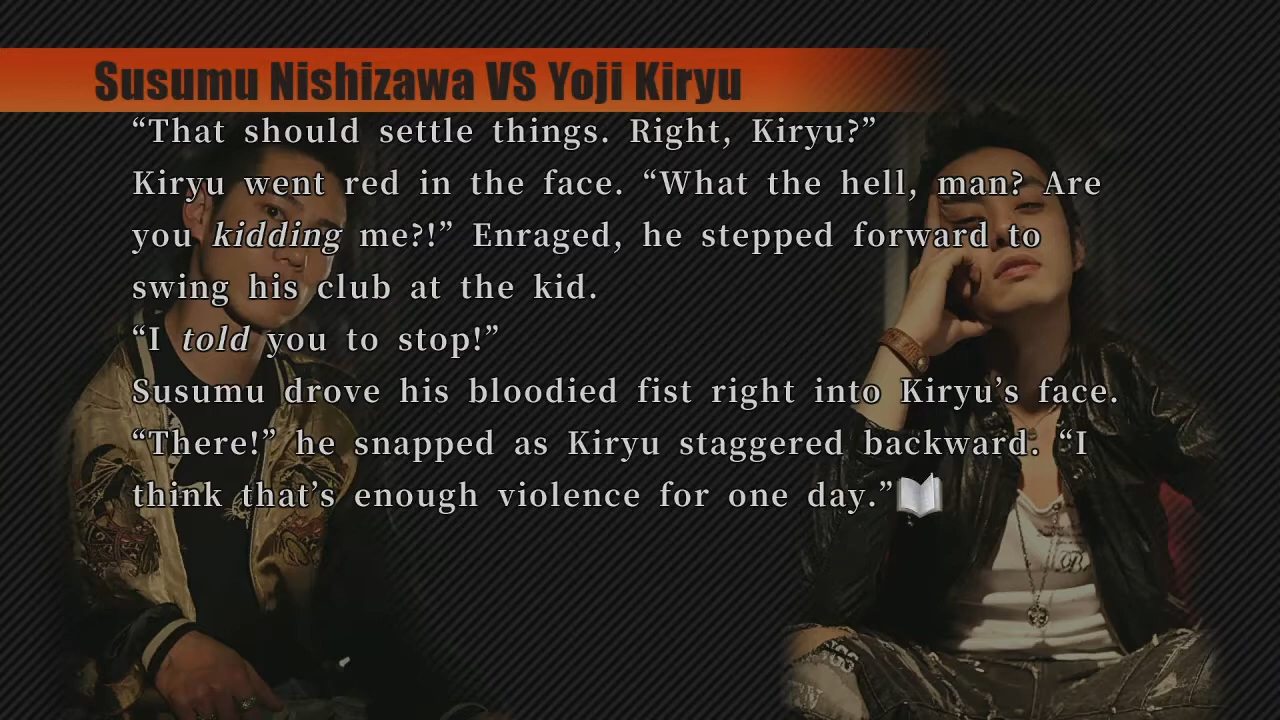 Susumu Nishizawa VS Yoji Kiryu
“That should settle things. Right, Kiryu?”
Kiryu went red in the face. “What the hell, man? Are
you kidding me?!” Enraged, he stepped forward to
swing his club at the kid.
“I told you to stop!”
Susumu drove his bloodied fist right into Kiryu’s face.
“There!” he snapped as Kiryu staggered backward. “I
think that’s enough violence for one day.”